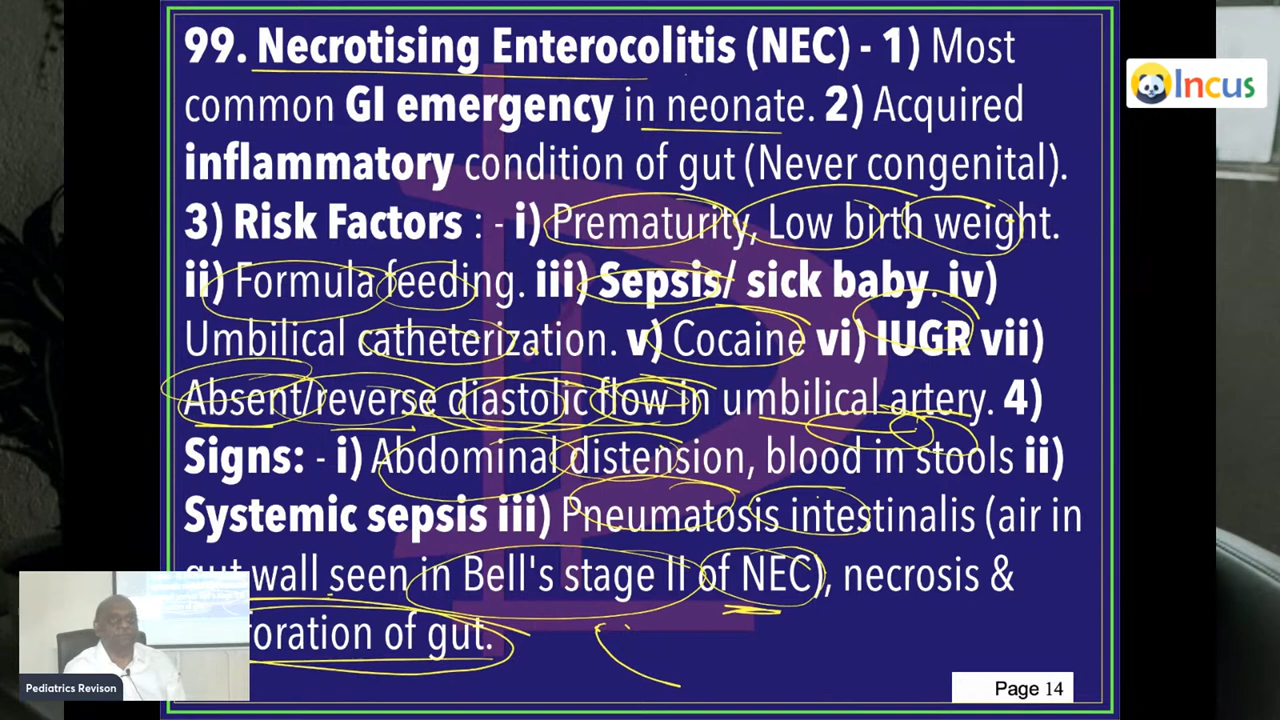 99. Necrotising Enterocolitis (NEC) - 1) Most
common GI emergency in neonate. 2) Acquired
inflammatory condition of gut (Never congenital).
3) Risk Factors : - i) Prematurity, Low birth weight.
ii) Formula feeding. iii) Sepsis/ sick baby. iv)
Umbilical catheterization. v) Cocaine vi) IUGR vii)
Absent/reverse diastolic flow in umbilical artery. 4)
Signs: - i) Abdominal distension, blood in stools ii)
Systemic sepsis iii) Pneumatosis intestinalis (air in
gut wall seen in Bell's stage II of NEC), necrosis &
foration of gut.
Incus
Pediatrics Revison
Page 14